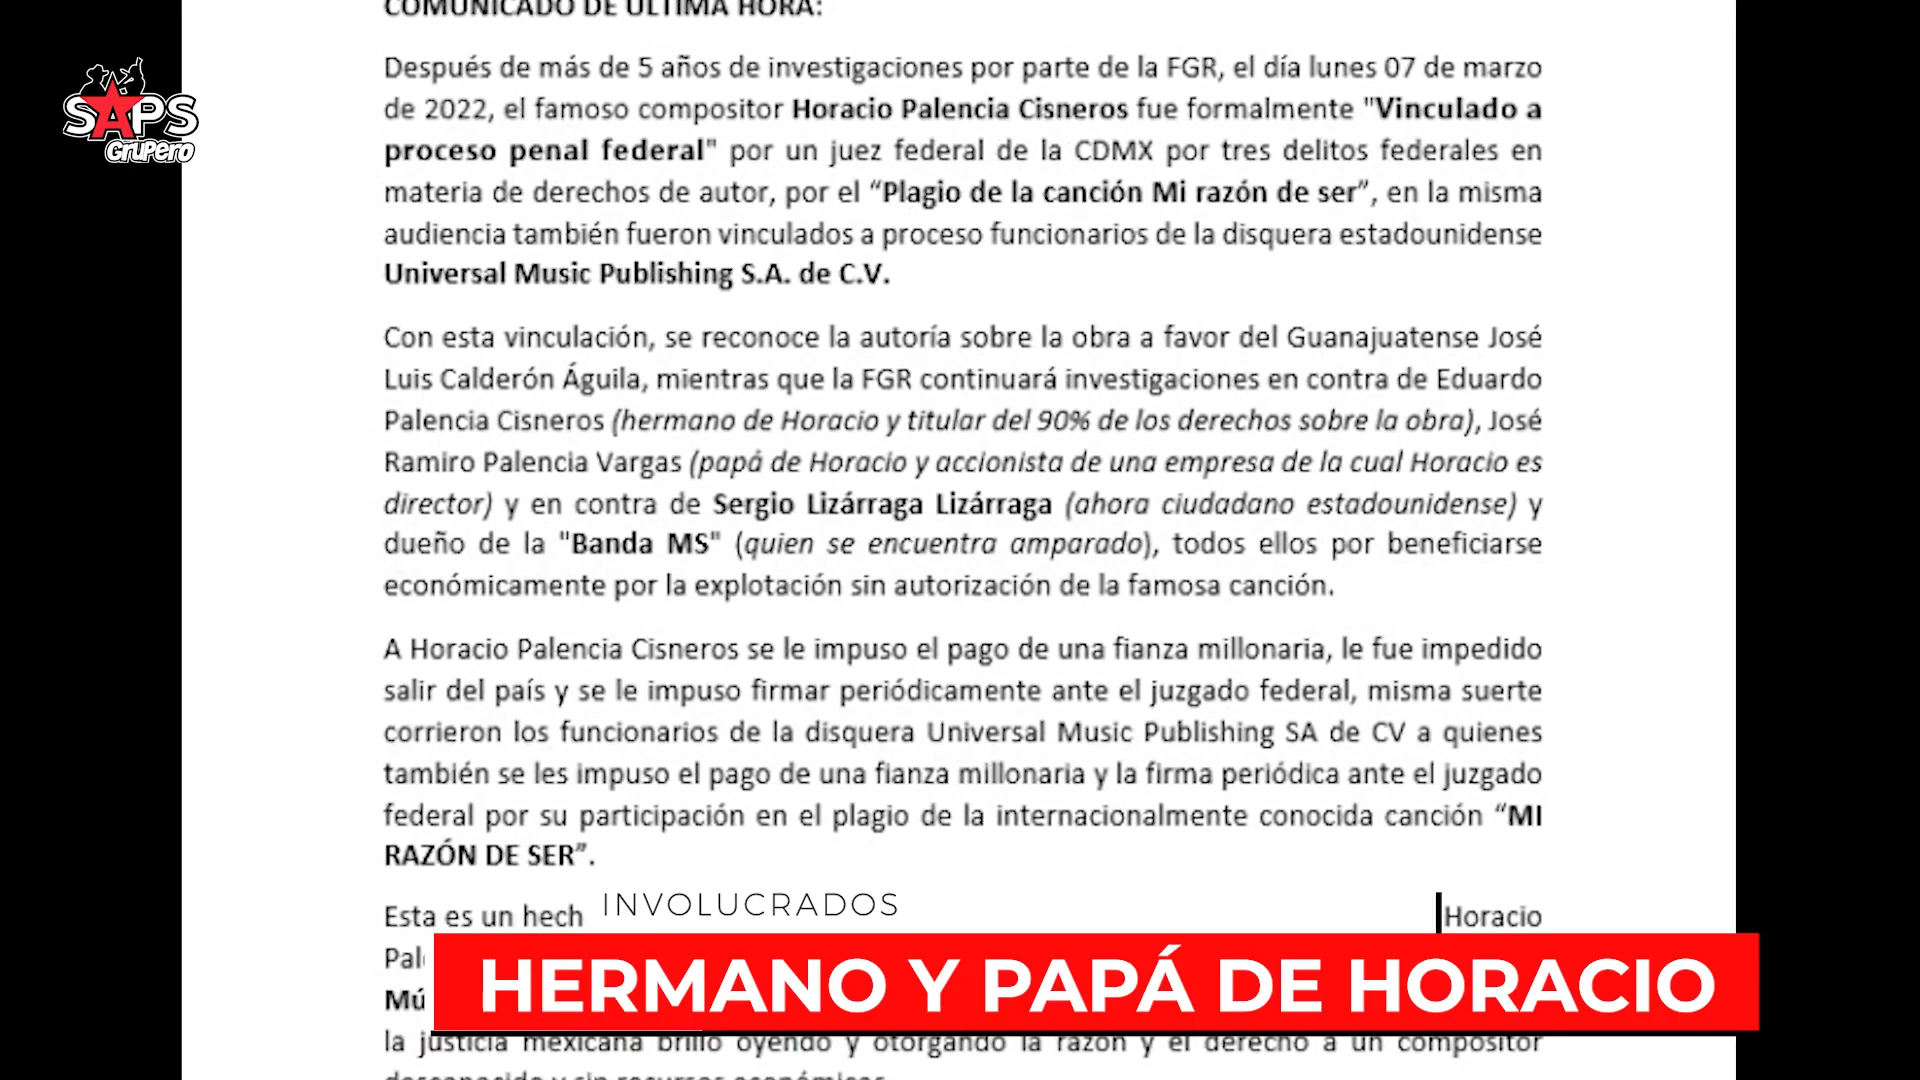 COMUNICADO DE ÚLTIMA HORA:
SAPS
GRUPERO
Después de más de 5 años de investigaciones por parte de la FGR, el día lunes 07 de marzo
de 2022, el famoso compositor Horacio Palencia Cisneros fue formalmente "Vinculado a
proceso penal federal" por un juez federal de la CDMX por tres delitos federales en
materia de derechos de autor, por el “Plagio de la canción Mi razón de ser”, en la misma
audiencia también fueron vinculados a proceso funcionarios de la disquera estadounidense
Universal Music Publishing S.A. de C.V.
Con esta vinculación, se reconoce la autoría sobre la obra a favor del Guanajuatense José
Luis Calderón Águila, mientras que la FGR continuará investigaciones en contra de Eduardo
Palencia Cisneros (hermano de Horacio y titular del 90% de los derechos sobre la obra), José
Ramiro Palencia Vargas (papá de Horacio y accionista de una empresa de la cual Horacio es
director) y en contra de Sergio Lizárraga Lizárraga (ahora ciudadano estadounidense) y
dueño de la "Banda MS" (quien se encuentra amparado), todos ellos por beneficiarse
económicamente por la explotación sin autorización de la famosa canción.
A Horacio Palencia Cisneros se le impuso el pago de una fianza millonaria, le fue impedido
salir del país y se le impuso firmar periódicamente ante el juzgado federal, misma suerte
corrieron los funcionarios de la disquera Universal Music Publishing SA de CV a quienes
también se les impuso el pago de una fianza millonaria y la firma periódica ante el juzgado
federal por su participación en el plagio de la internacionalmente conocida canción “MI
RAZÓN DE SER”.
Esta es un hech Horacio
INVOLUCRADOS
HERMANO Y PAPÁ DE HORACIO
la justicia mexicana brilló oyendo y otorgando la razón y el derecho a un compositor